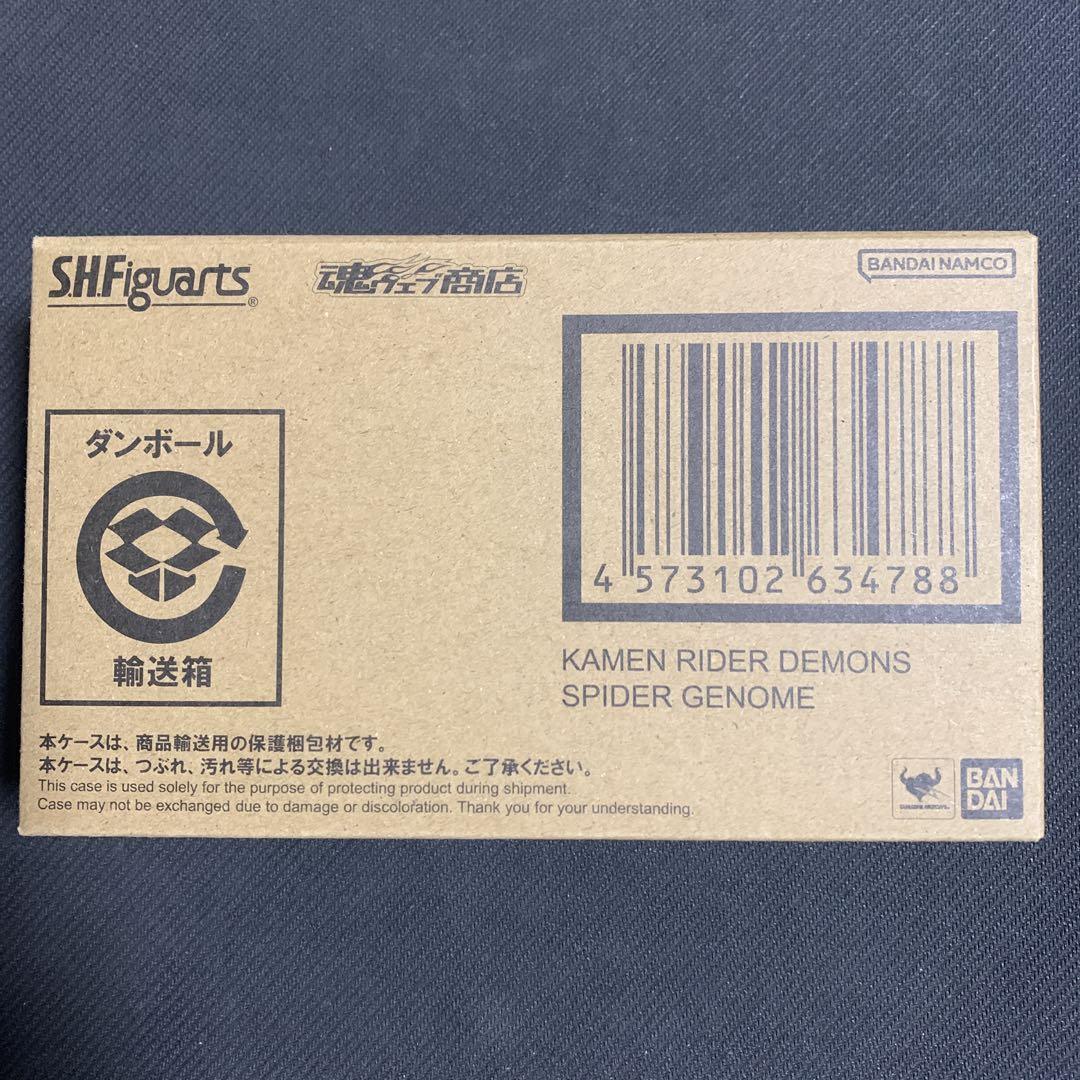 S.H.Figuarts®
魂ウェブ商店
BANDAI NAMCO
ダンボール
輸送箱
4 573102 634788
KAMEN RIDER DEMONS
SPIDER GENOME
本ケースは、商品輸送用の保護梱包材です。
本ケースは、つぶれ、汚れ等による交換は出来ません。ご了承ください。
This case is used solely for the purpose of protecting product during shipment.
Case may not be exchanged due to damage or discoloration. Thank you for your understanding.
BAN
DAI